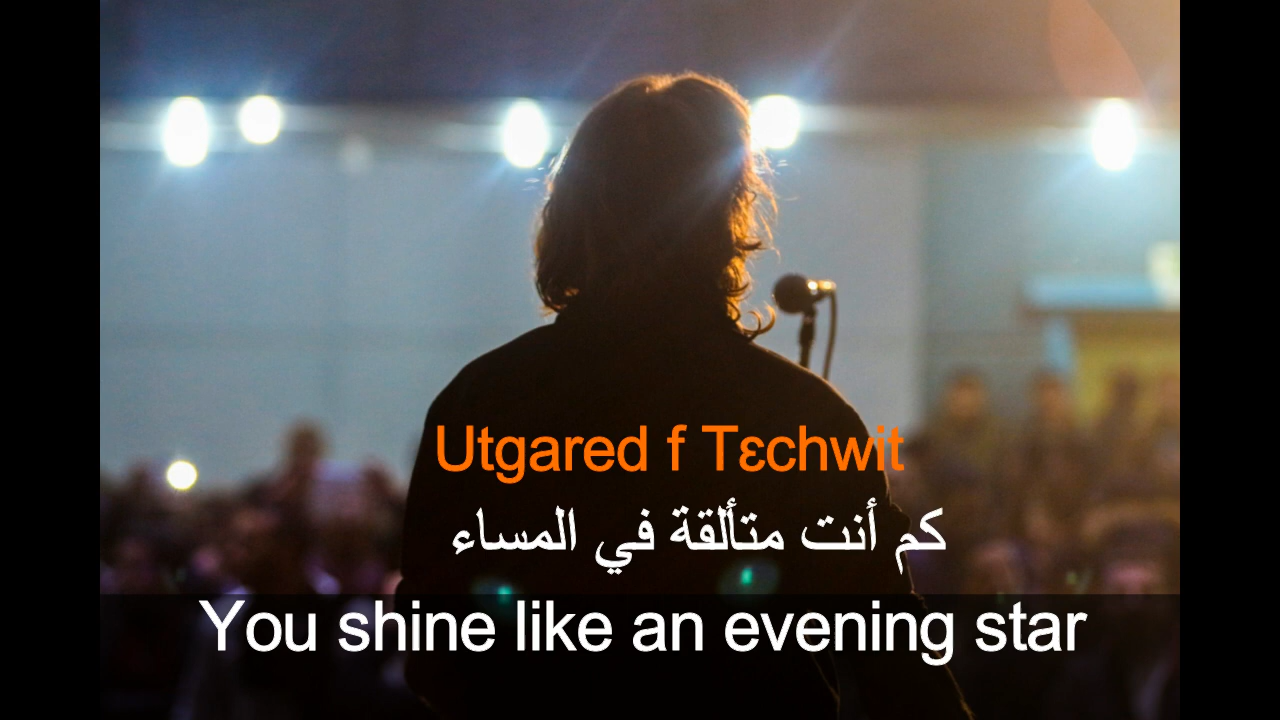 Utgared f Tεchwit
كم أنت متألقة في المساء
You shine like an evening star